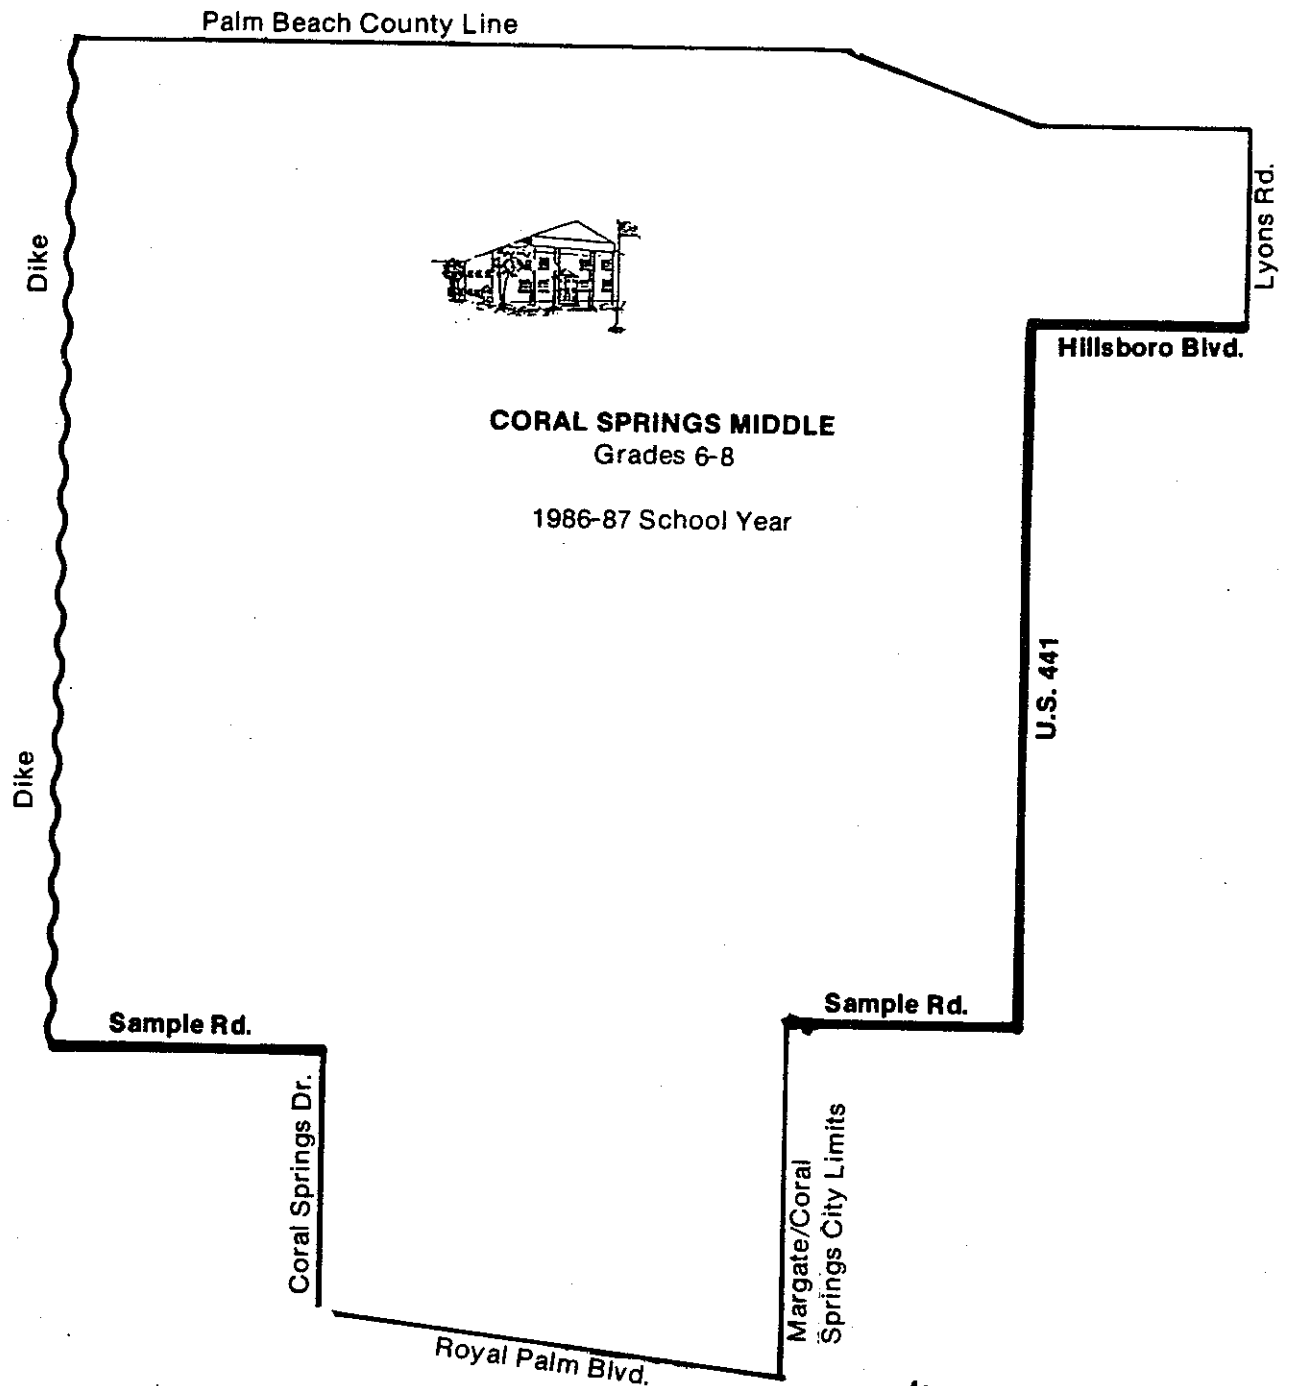 Palm Beach County Line
Lyons Rd.
Dike
Hillsboro Blvd.
CORAL SPRINGS MIDDLE
Grades 6-8
1986-87 School Year
U.S. 441
Dike
Sample Rd.
Sample Rd.
Coral Springs Dr.
Margate/Coral
Springs City Limits
Royal Palm Blvd.